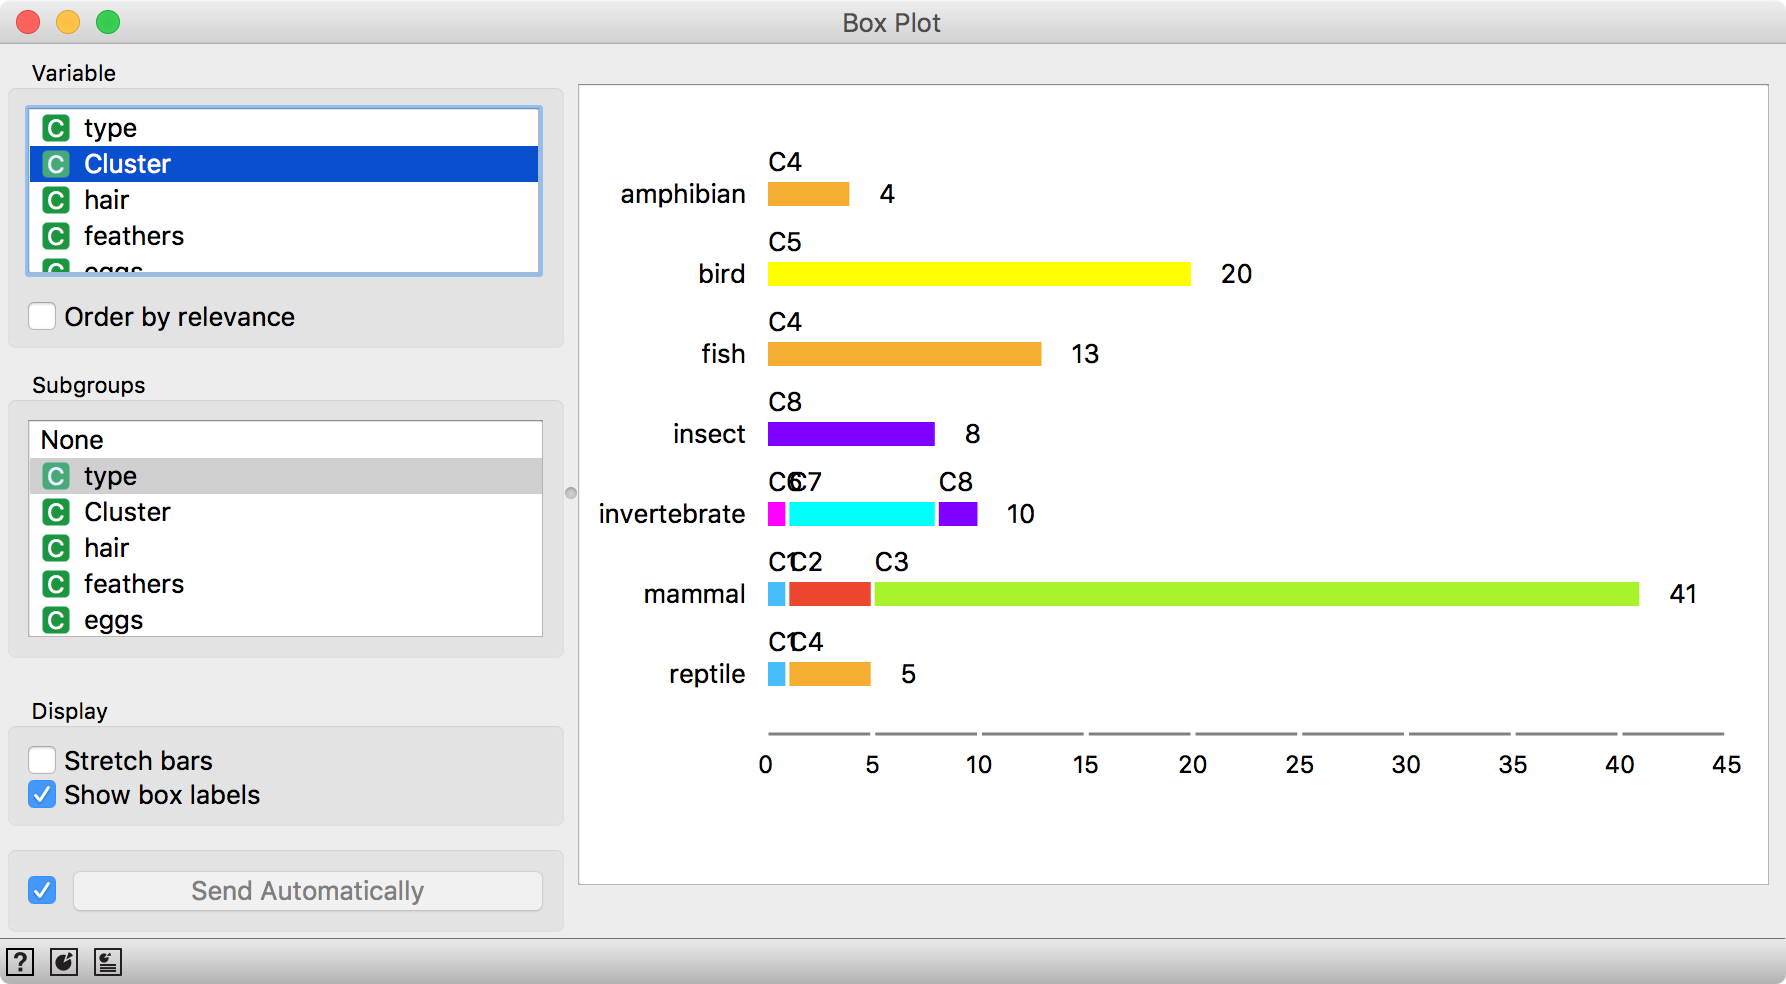 Box Plot
Variable
C type
C Cluster
C hair
C feathers
C eggs
Order by relevance
Subgroups
None
C type
C Cluster
C hair
C feathers
C eggs
Display
Stretch bars
Show box labels
Send Automatically
?
C4
amphibian 4
C5
bird 20
C4
fish 13
C8
insect 8
C6 C7 C8
invertebrate 10
C1 C2 C3
mammal 41
C1 C4
reptile 5
0 5 10 15 20 25 30 35 40 45